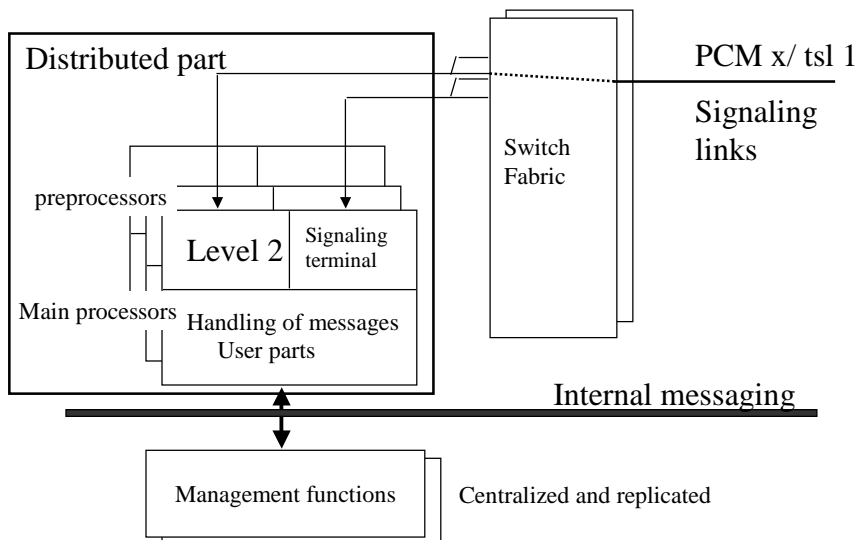 Distributed part
PCM x/ tsl 1
Signaling
links
Switch
Fabric
preprocessors
Level 2
Signaling
terminal
Main processors
Handling of messages
User parts
Internal messaging
Management functions
Centralized and replicated